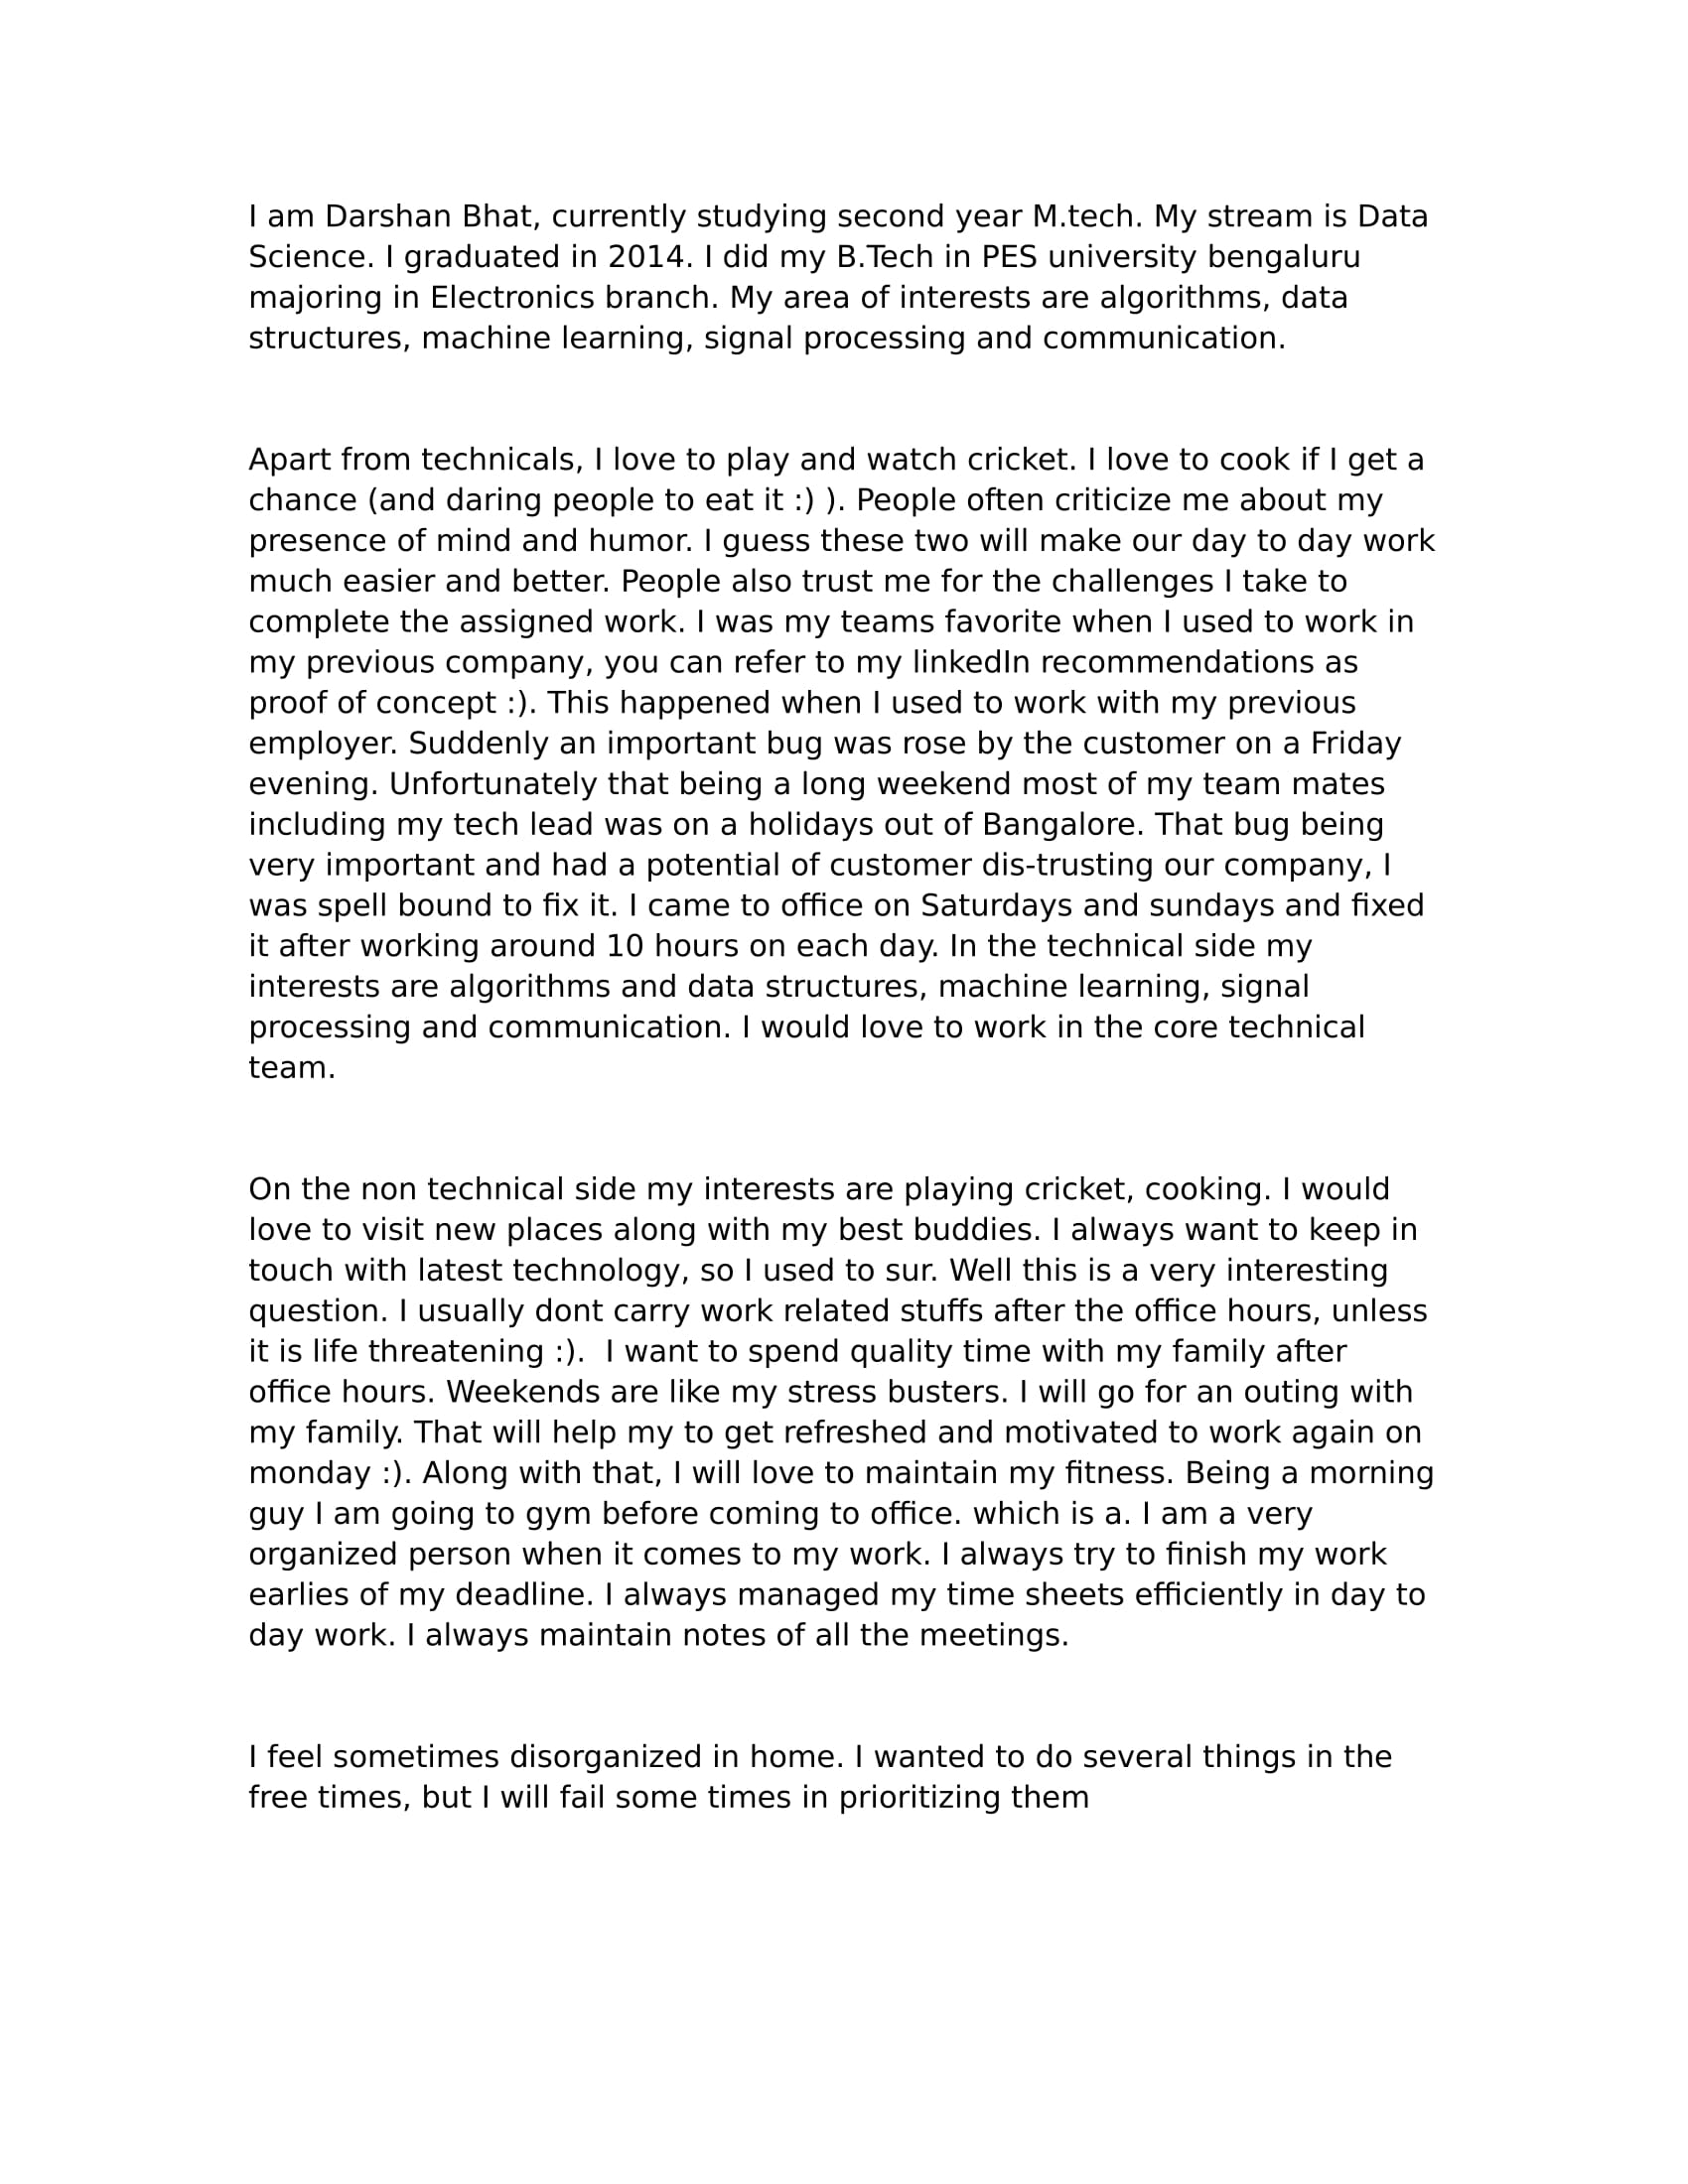 I am Darshan Bhat, currently studying second year M.tech. My stream is Data
Science. I graduated in 2014. I did my B.Tech in PES university bengaluru
majoring in Electronics branch. My area of interests are algorithms, data
structures, machine learning, signal processing and communication.
Apart from technicals, I love to play and watch cricket. I love to cook if I get a
chance (and daring people to eat it :) ). People often criticize me about my
presence of mind and humor. I guess these two will make our day to day work
much easier and better. People also trust me for the challenges I take to
complete the assigned work. I was my teams favorite when I used to work in
my previous company, you can refer to my linkedIn recommendations as
proof of concept :). This happened when I used to work with my previous
employer. Suddenly an important bug was rose by the customer on a Friday
evening. Unfortunately that being a long weekend most of my team mates
including my tech lead was on a holidays out of Bangalore. That bug being
very important and had a potential of customer dis-trusting our company, I
was spell bound to fix it. I came to office on Saturdays and sundays and fixed
it after working around 10 hours on each day. In the technical side my
interests are algorithms and data structures, machine learning, signal
processing and communication. I would love to work in the core technical
team.
On the non technical side my interests are playing cricket, cooking. I would
love to visit new places along with my best buddies. I always want to keep in
touch with latest technology, so I used to sur. Well this is a very interesting
question. I usually dont carry work related stuffs after the office hours, unless
it is life threatening :).  I want to spend quality time with my family after
office hours. Weekends are like my stress busters. I will go for an outing with
my family. That will help my to get refreshed and motivated to work again on
monday :). Along with that, I will love to maintain my fitness. Being a morning
guy I am going to gym before coming to office. which is a. I am a very
organized person when it comes to my work. I always try to finish my work
earlies of my deadline. I always managed my time sheets efficiently in day to
day work. I always maintain notes of all the meetings.
I feel sometimes disorganized in home. I wanted to do several things in the
free times, but I will fail some times in prioritizing them